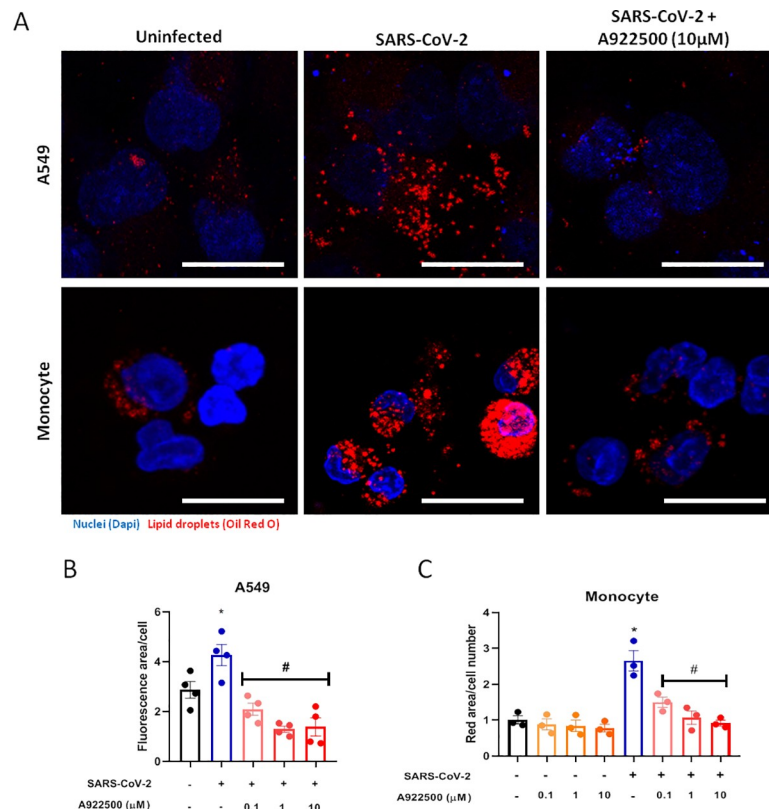 A
Uninfected
SARS-CoV-2
SARS-CoV-2 +
A922500 (10µM)
A549
Monocyte
Nuclei (Dapi) Lipid droplets (Oil Red O)
B
A549
Fluorescence area/cell
6
4
2
0
*
#
SARS-CoV-2 - + + + +
A922500 (µM) - - 0.1 1 10
C
Monocyte
Red area/cell number
4
3
2
1
0
*
#
SARS-CoV-2 - - - - + + + +
A922500 (µM) - 0.1 1 10 - 0.1 1 10